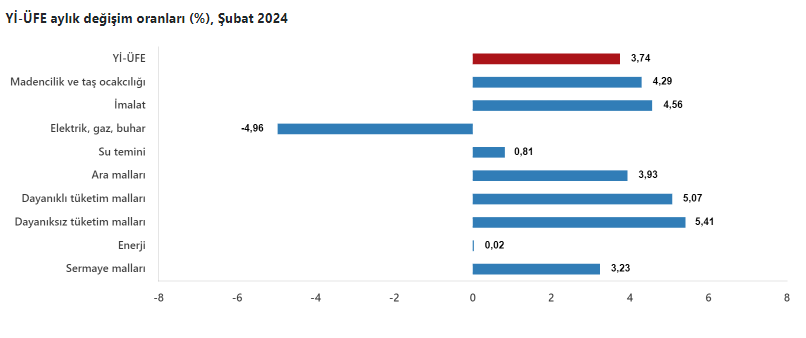 Yİ-ÜFE aylık değişim oranları (%), Şubat 2024
Yİ-ÜFE 3,74
Madencilik ve taş ocakcılığı 4,29
İmalat 4,56
Elektrik, gaz, buhar -4,96
Su temini 0,81
Ara malları 3,93
Dayanıklı tüketim malları 5,07
Dayanıksız tüketim malları 5,41
Enerji 0,02
Sermaye malları 3,23
-8 -6 -4 -2 0 2 4 6 8